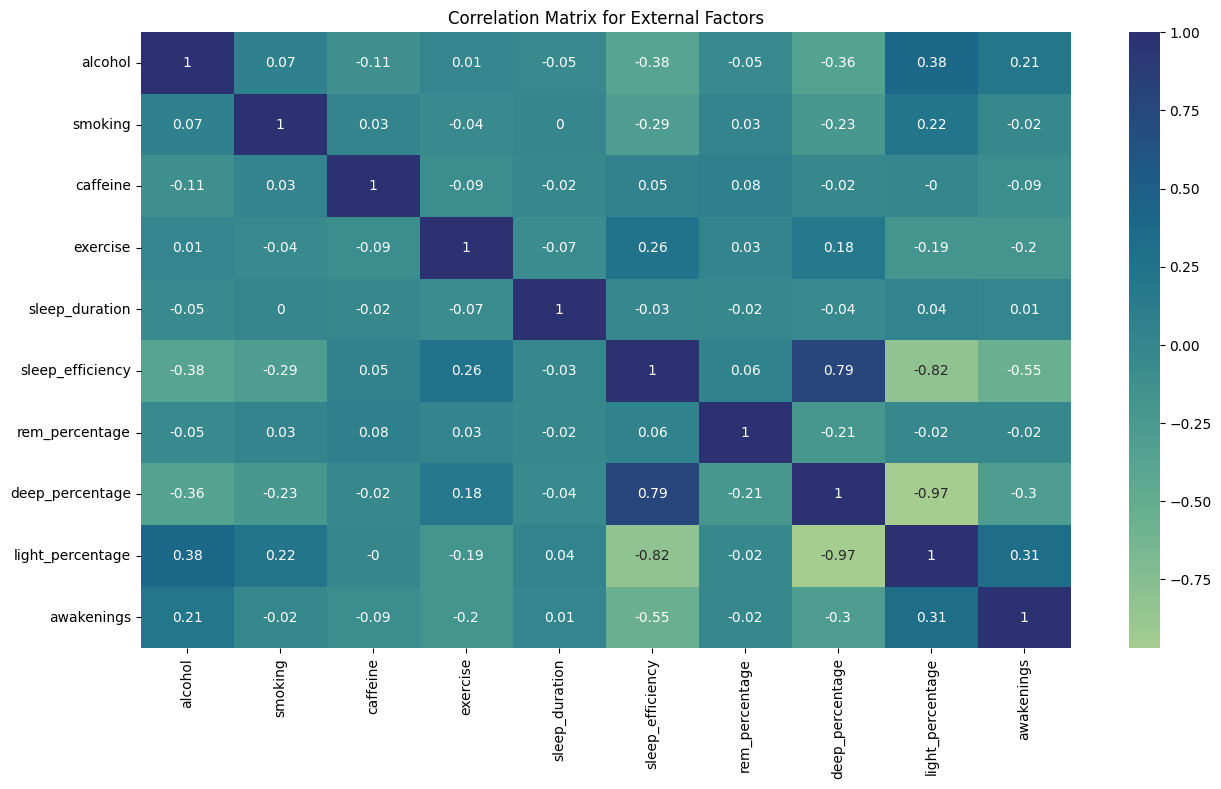 Correlation Matrix for External Factors
alcohol 1 0.07 -0.11 0.01 -0.05 -0.38 -0.05 -0.36 0.38 0.21
smoking 0.07 1 0.03 -0.04 0 -0.29 0.03 -0.23 0.22 -0.02
caffeine -0.11 0.03 1 -0.09 -0.02 0.05 0.08 -0.02 -0 -0.09
exercise 0.01 -0.04 -0.09 1 -0.07 0.26 0.03 0.18 -0.19 -0.2
sleep_duration -0.05 0 -0.02 -0.07 1 -0.03 -0.02 -0.04 0.04 0.01
sleep_efficiency -0.38 -0.29 0.05 0.26 -0.03 1 0.06 0.79 -0.82 -0.55
rem_percentage -0.05 0.03 0.08 0.03 -0.02 0.06 1 -0.21 -0.02 -0.02
deep_percentage -0.36 -0.23 -0.02 0.18 -0.04 0.79 -0.21 1 -0.97 -0.3
light_percentage 0.38 0.22 -0 -0.19 0.04 -0.82 -0.02 -0.97 1 0.31
awakenings 0.21 -0.02 -0.09 -0.2 0.01 -0.55 -0.02 -0.3 0.31 1
alcohol
smoking
caffeine
exercise
sleep_duration
sleep_efficiency
rem_percentage
deep_percentage
light_percentage
awakenings
1.00
0.75
0.50
0.25
0.00
−0.25
−0.50
−0.75